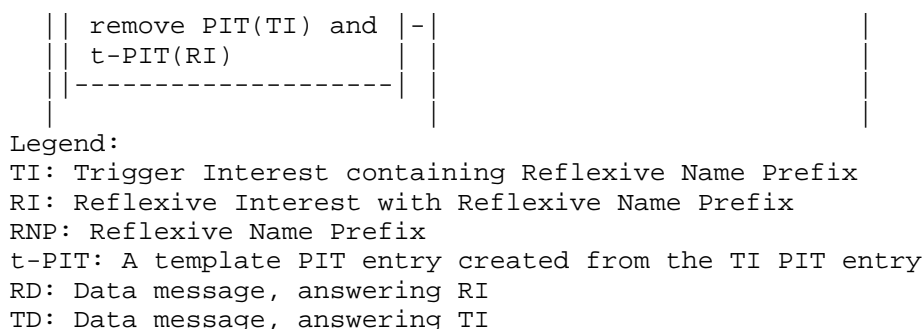 || remove PIT(TI) and |-| |
|| t-PIT(RI) | | |
||--------------------| | |
| | |
Legend:
TI: Trigger Interest containing Reflexive Name Prefix
RI: Reflexive Interest with Reflexive Name Prefix
RNP: Reflexive Name Prefix
t-PIT: A template PIT entry created from the TI PIT entry
RD: Data message, answering RI
TD: Data message, answering TI